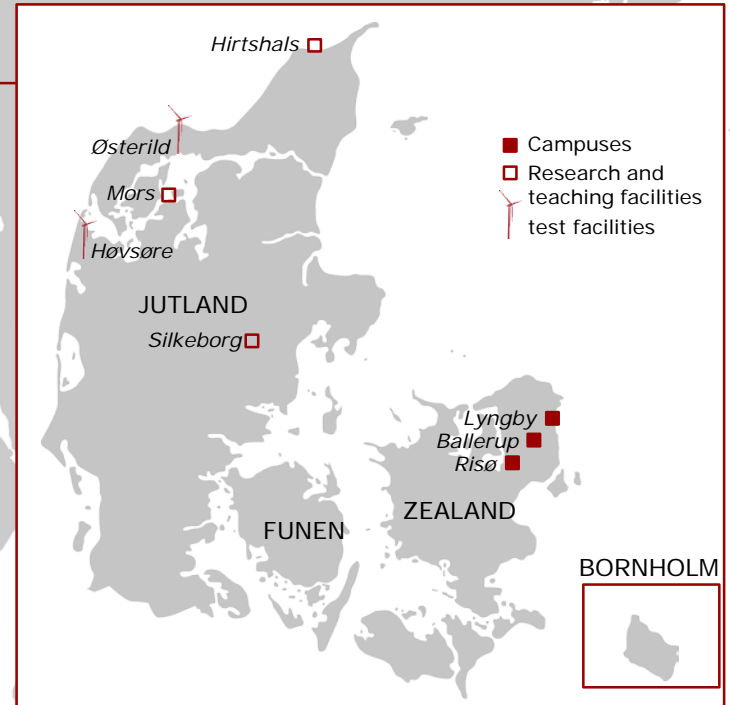 Hirtshals
Østerild
Campuses
Research and
teaching facilities
test facilities
Mors
Høvsøre
JUTLAND
Silkeborg
Lyngby
Ballerup
Risø
ZEALAND
FUNEN
BORNHOLM